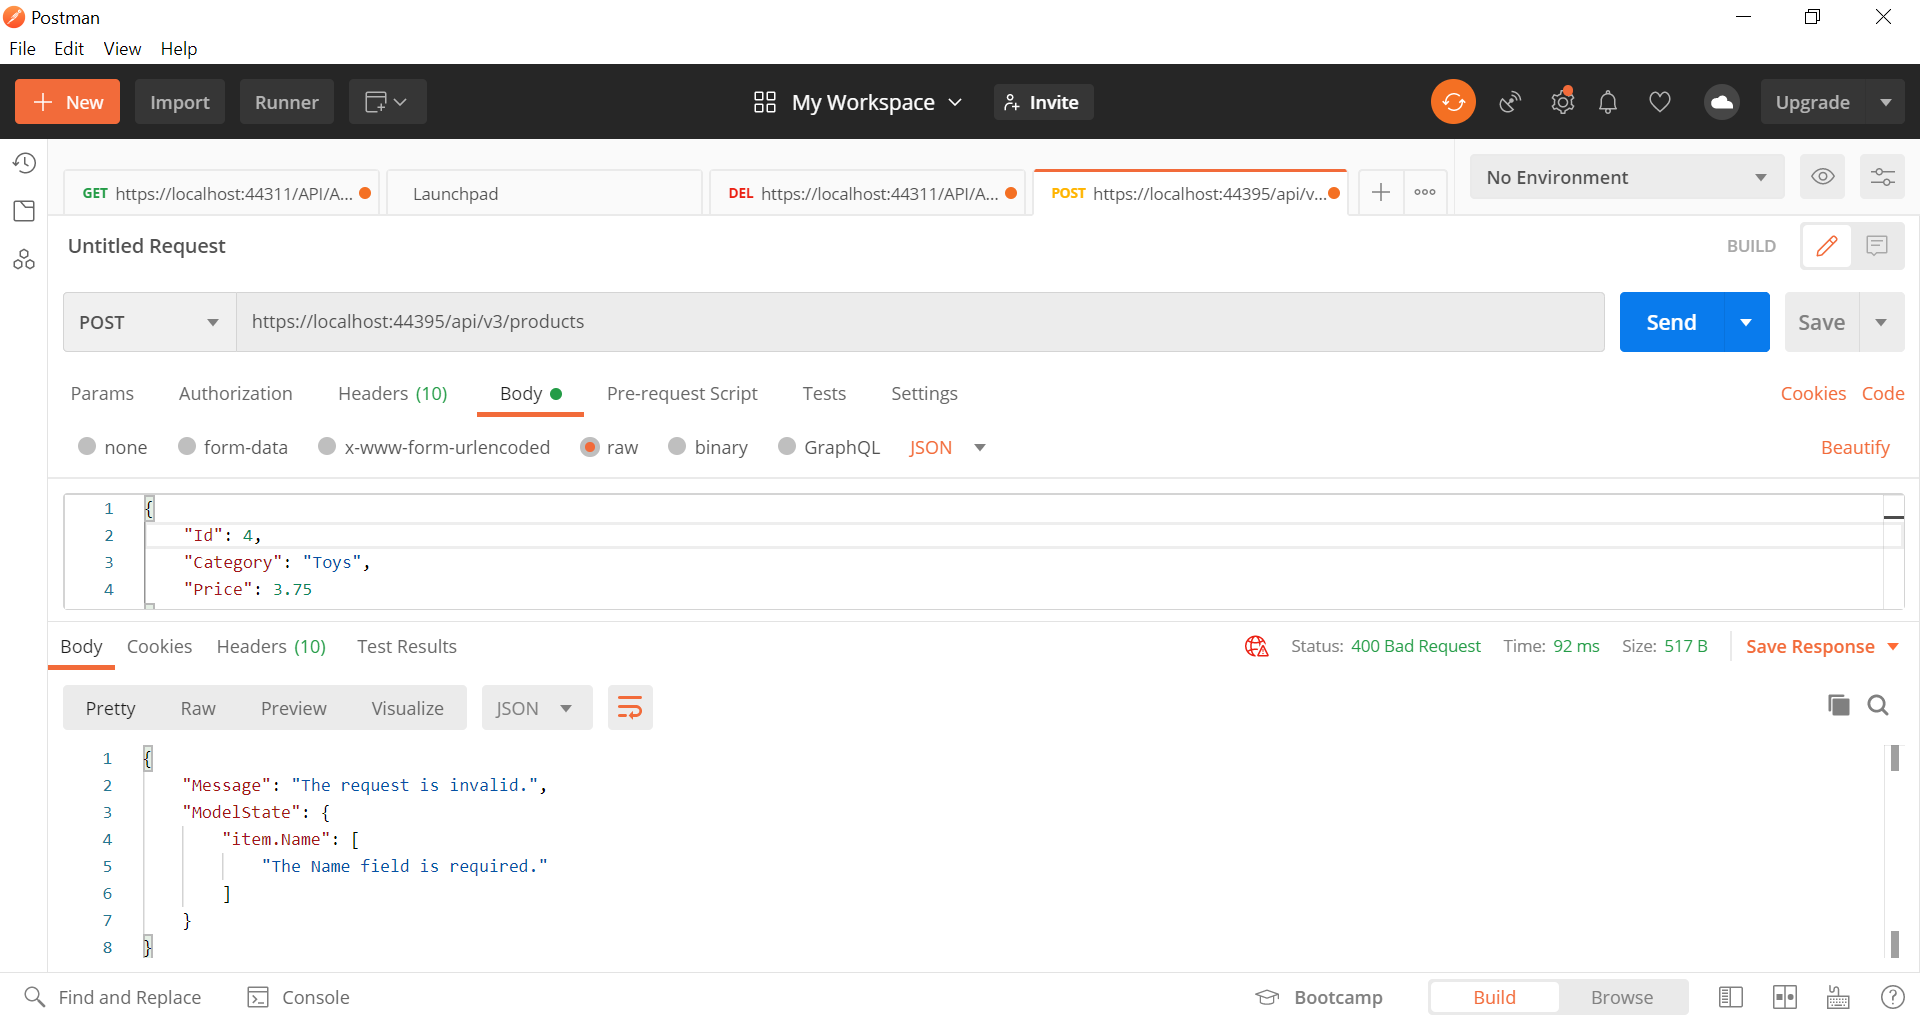 Postman
File Edit View Help
New Import Runner My Workspace Invite Upgrade
GET https://localhost:44311/API/A... Launchpad DEL https://localhost:44311/API/A... POST https://localhost:44395/api/v... No Environment
Untitled Request BUILD
POST https://localhost:44395/api/v3/products Send Save
Params Authorization Headers (10) Body Pre-request Script Tests Settings Cookies Code
none form-data x-www-form-urlencoded raw binary GraphQL JSON Beautify
1 {
2 "Id": 4,
3 "Category": "Toys",
4 "Price": 3.75
Body Cookies Headers (10) Test Results Status: 400 Bad Request Time: 92 ms Size: 517 B Save Response
Pretty Raw Preview Visualize JSON
1 {
2 "Message": "The request is invalid.",
3 "ModelState": {
4 "item.Name": [
5 "The Name field is required."
6 ]
7 }
8 }
Find and Replace Console Bootcamp Build Browse